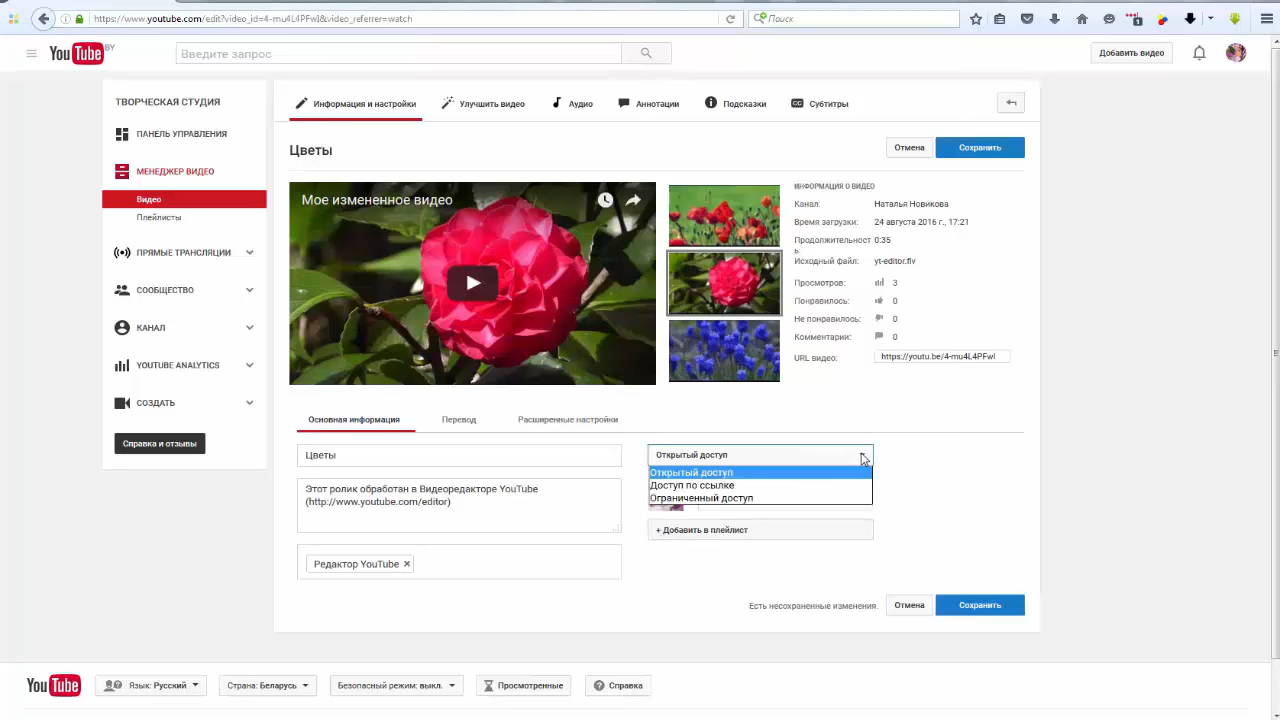 https://www.youtube.com/edit?video_id=4-mu4L4PFwI&video_referrer=watch
Поиск
YouTube BY
Введите запрос
Добавить видео
ТВОРЧЕСКАЯ СТУДИЯ
ПАНЕЛЬ УПРАВЛЕНИЯ
МЕНЕДЖЕР ВИДЕО
Видео
Плейлисты
ПРЯМЫЕ ТРАНСЛЯЦИИ
СООБЩЕСТВО
КАНАЛ
YOUTUBE ANALYTICS
СОЗДАТЬ
Справка и отзывы
Информация и настройки
Улучшить видео
Аудио
Аннотации
Подсказки
CC Субтитры
Цветы
Отмена
Сохранить
Мое измененное видео
ИНФОРМАЦИЯ О ВИДЕО
Канал: Наталья Новикова
Время загрузки: 24 августа 2016 г., 17:21
Продолжительност 0:35
ь:
Исходный файл: yt-editor.flv
Просмотров: 3
Понравилось: 0
Не понравилось: 0
Комментарии: 0
URL видео: https://youtu.be/4-mu4L4PFwI
Основная информация
Перевод
Расширенные настройки
Цветы
Этот ролик обработан в Видеоредакторе YouTube
(http://www.youtube.com/editor)
Редактор YouTube ×
Открытый доступ
Открытый доступ
Доступ по ссылке
Ограниченный доступ
+ Добавить в плейлист
Есть несохраненные изменения.
Отмена
Сохранить
YouTube
Язык: Русский
Страна: Беларусь
Безопасный режим: выкл.
Просмотренные
Справка